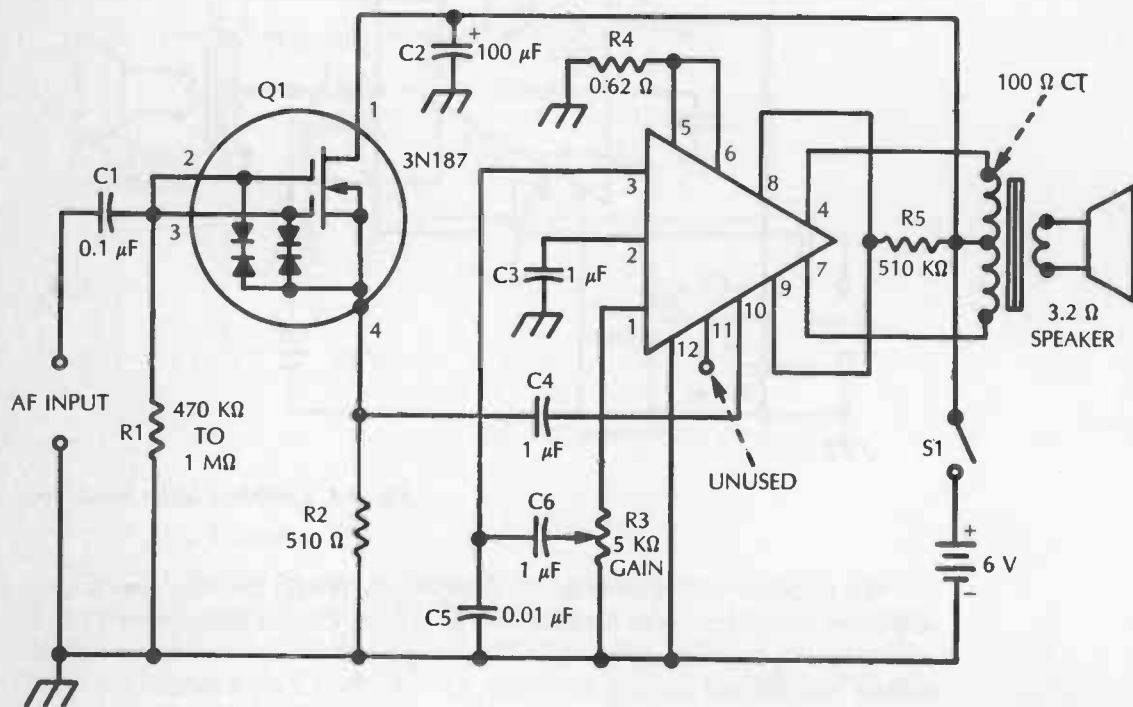 C2
+
100 µF
R4
0.62 Ω
100 Ω CT
Q1
1
3N187
2
3
4
C1
0.1 µF
5
6
3
8
4
R5
510 KΩ
2
7
C3
1 µF
9
10
1
11
12
3.2 Ω
SPEAKER
AF INPUT
R1
470 KΩ
TO
1 MΩ
C4
1 µF
UNUSED
S1
R2
510 Ω
C6
1 µF
R3
5 KΩ
GAIN
+
6 V
−
C5
0.01 µF